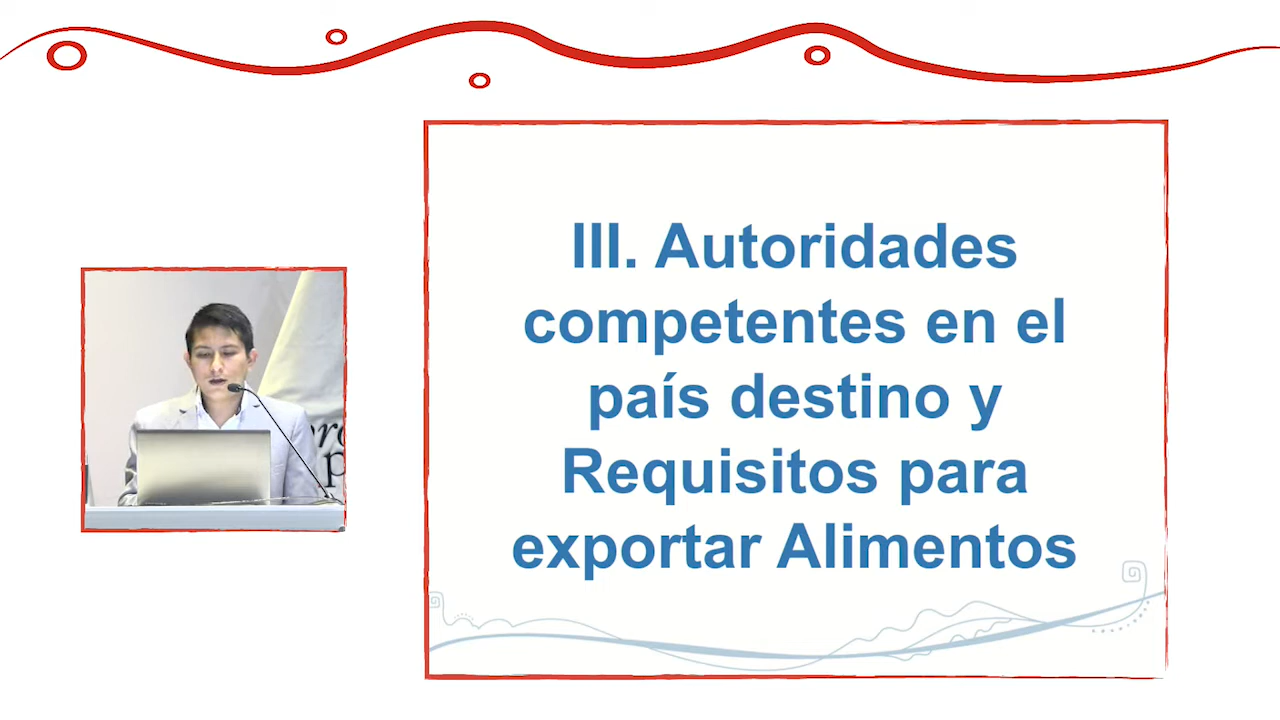 III. Autoridades
competentes en el
país destino y
Requisitos para
exportar Alimentos